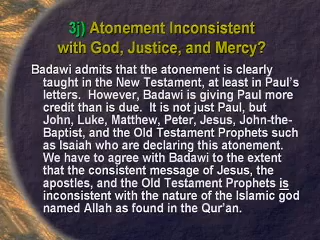 3j) Atonement Inconsistent
with God, Justice, and Mercy?
Badawi admits that the atonement is clearly
taught in the New Testament, at least in Paul's
letters.  However, Badawi is giving Paul more
credit than is due.  It is not just Paul, but
John, Luke, Matthew, Peter, Jesus, John-the-
Baptist, and the Old Testament Prophets such
as Isaiah who are declaring this atonement.
We have to agree with Badawi to the extent
that the consistent message of Jesus, the
apostles, and the Old Testament Prophets is
inconsistent with the nature of the Islamic god
named Allah as found in the Qur'an.